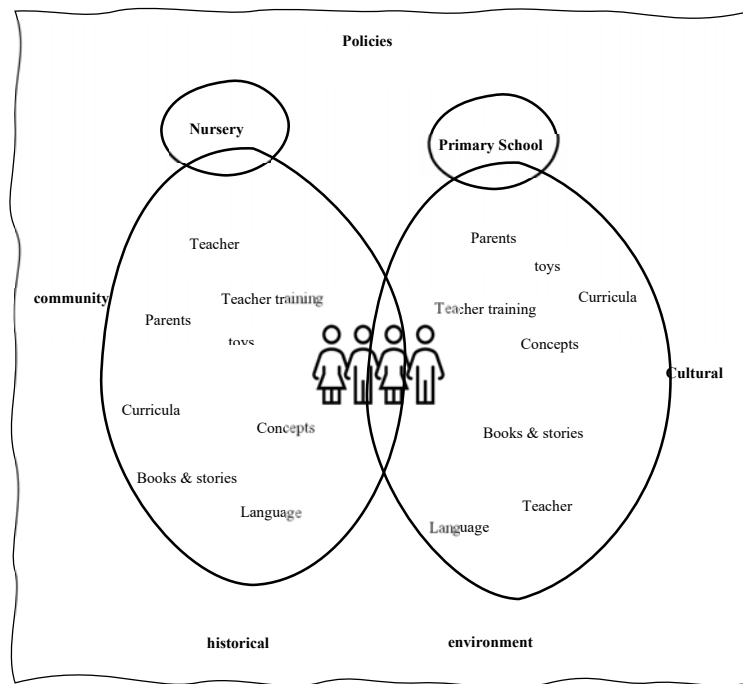 Policies
Nursery
Primary School
Teacher
Parents
toys
community
Teacher training
Curricula
Parents
Teacher training
toys
Concepts
Cultural
Curricula
Concepts
Books & stories
Books & stories
Language
Teacher
Language
historical
environment